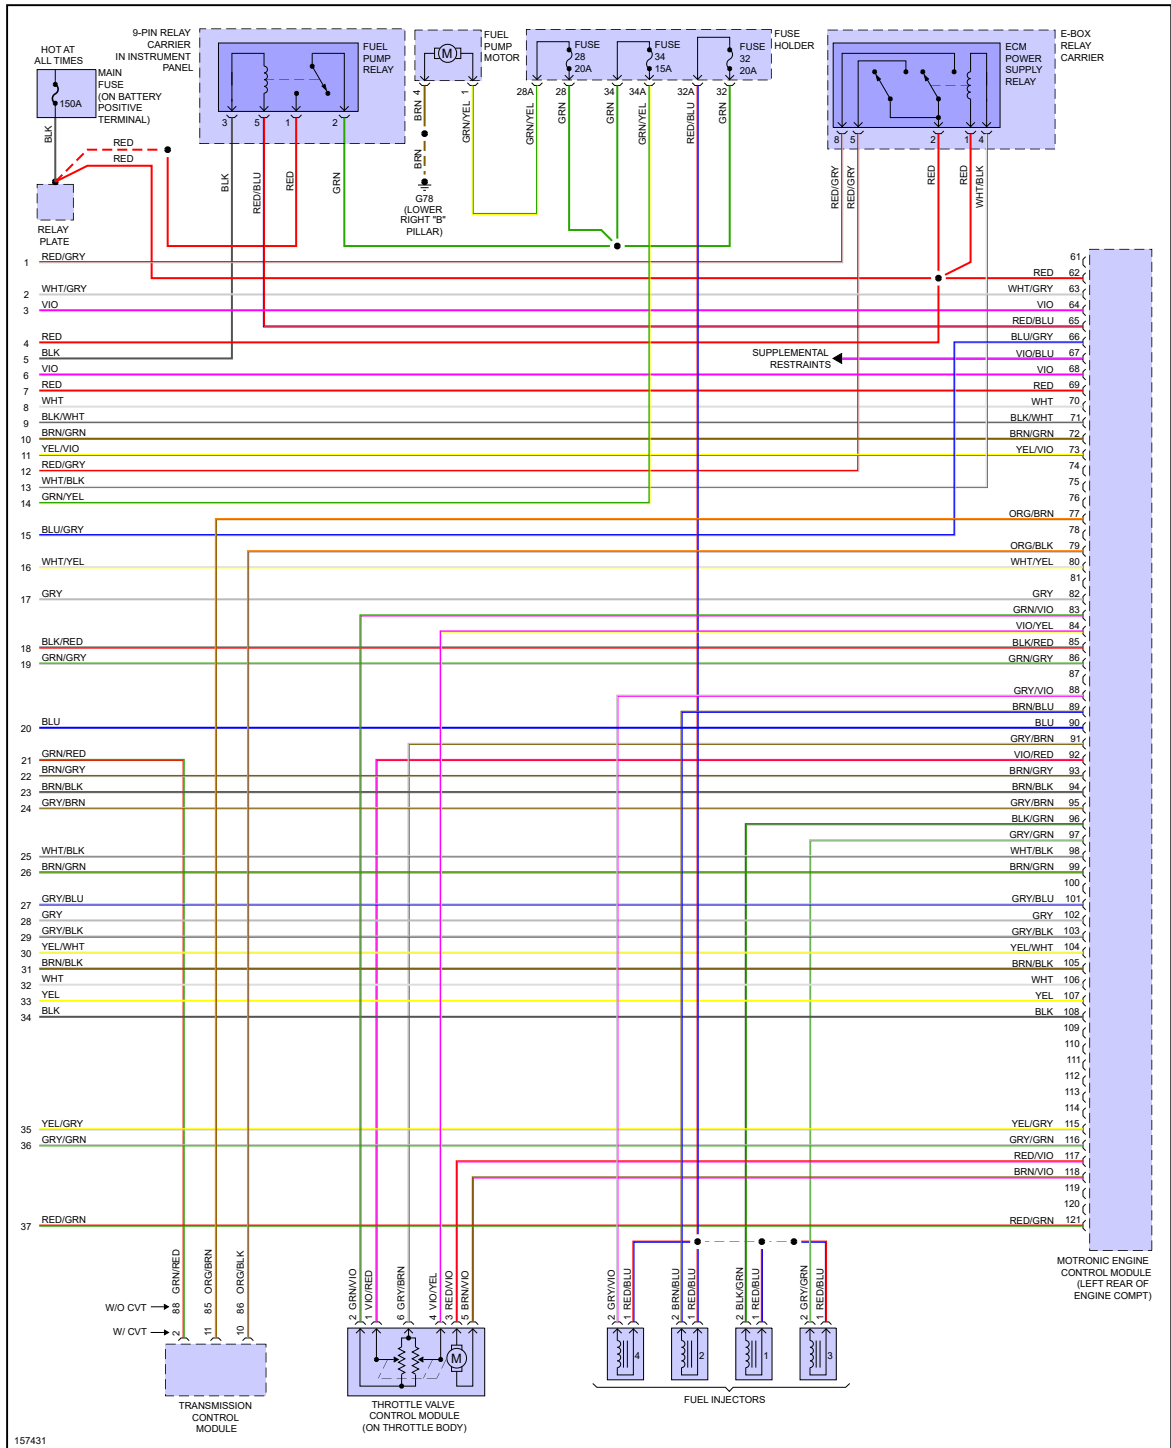 HOT AT
ALL TIMES
MAIN
FUSE
(ON BATTERY
POSITIVE
TERMINAL)
150A
BLK
RED
RED
RELAY
PLATE
9-PIN RELAY
CARRIER
IN INSTRUMENT
PANEL
FUEL
PUMP
RELAY
3 5 1 2
BLK RED/BLU RED GRN
FUEL
PUMP
MOTOR
M
4 1
BRN GRN/YEL
BRN
G78
(LOWER
RIGHT "B"
PILLAR)
FUSE
28
20A
FUSE
34
15A
FUSE
32
20A
FUSE
HOLDER
28A 28 34 34A 32A 32
GRN/YEL GRN GRN GRN/YEL RED/BLU GRN
E-BOX
RELAY
CARRIER
ECM
POWER
SUPPLY
RELAY
8 5 2 1 4
RED/GRY RED/GRY RED RED WHT/BLK
SUPPLEMENTAL
RESTRAINTS
1 RED/GRY
2 WHT/GRY
3 VIO
4 RED
5 BLK
6 VIO
7 RED
8 WHT
9 BLK/WHT
10 BRN/GRN
11 YEL/VIO
12 RED/GRY
13 WHT/BLK
14 GRN/YEL
15 BLU/GRY
16 WHT/YEL
17 GRY
18 BLK/RED
19 GRN/GRY
20 BLU
21 GRN/RED
22 BRN/GRY
23 BRN/BLK
24 GRY/BRN
25 WHT/BLK
26 BRN/GRN
27 GRY/BLU
28 GRY
29 GRY/BLK
30 YEL/WHT
31 BRN/BLK
32 WHT
33 YEL
34 BLK
35 YEL/GRY
36 GRY/GRN
37 RED/GRN
61
RED 62
WHT/GRY 63
VIO 64
RED/BLU 65
BLU/GRY 66
VIO/BLU 67
VIO 68
RED 69
WHT 70
BLK/WHT 71
BRN/GRN 72
YEL/VIO 73
74
75
76
ORG/BRN 77
78
ORG/BLK 79
WHT/YEL 80
81
GRY 82
GRN/VIO 83
VIO/YEL 84
BLK/RED 85
GRN/GRY 86
87
GRY/VIO 88
BRN/BLU 89
BLU 90
GRY/BRN 91
VIO/RED 92
BRN/GRY 93
BRN/BLK 94
GRY/BRN 95
BLK/GRN 96
GRY/GRN 97
WHT/BLK 98
BRN/GRN 99
100
GRY/BLU 101
GRY 102
GRY/BLK 103
YEL/WHT 104
BRN/BLK 105
WHT 106
YEL 107
BLK 108
109
110
111
112
113
114
YEL/GRY 115
GRY/GRN 116
RED/VIO 117
BRN/VIO 118
119
120
RED/GRN 121
MOTRONIC ENGINE
CONTROL MODULE
(LEFT REAR OF
ENGINE COMPT)
GRN/RED ORG/BRN ORG/BLK
W/O CVT 88 85 86
W/ CVT 2 11 10
TRANSMISSION
CONTROL
MODULE
2 GRN/VIO
1 VIO/RED
6 GRY/BRN
4 VIO/YEL
3 RED/VIO
5 BRN/VIO
M
THROTTLE VALVE
CONTROL MODULE
(ON THROTTLE BODY)
2 GRY/VIO
1 RED/BLU
2 BRN/BLU
1 RED/BLU
2 BLK/GRN
1 RED/BLU
2 GRY/GRN
1 RED/BLU
4 2 1 3
FUEL INJECTORS
157431